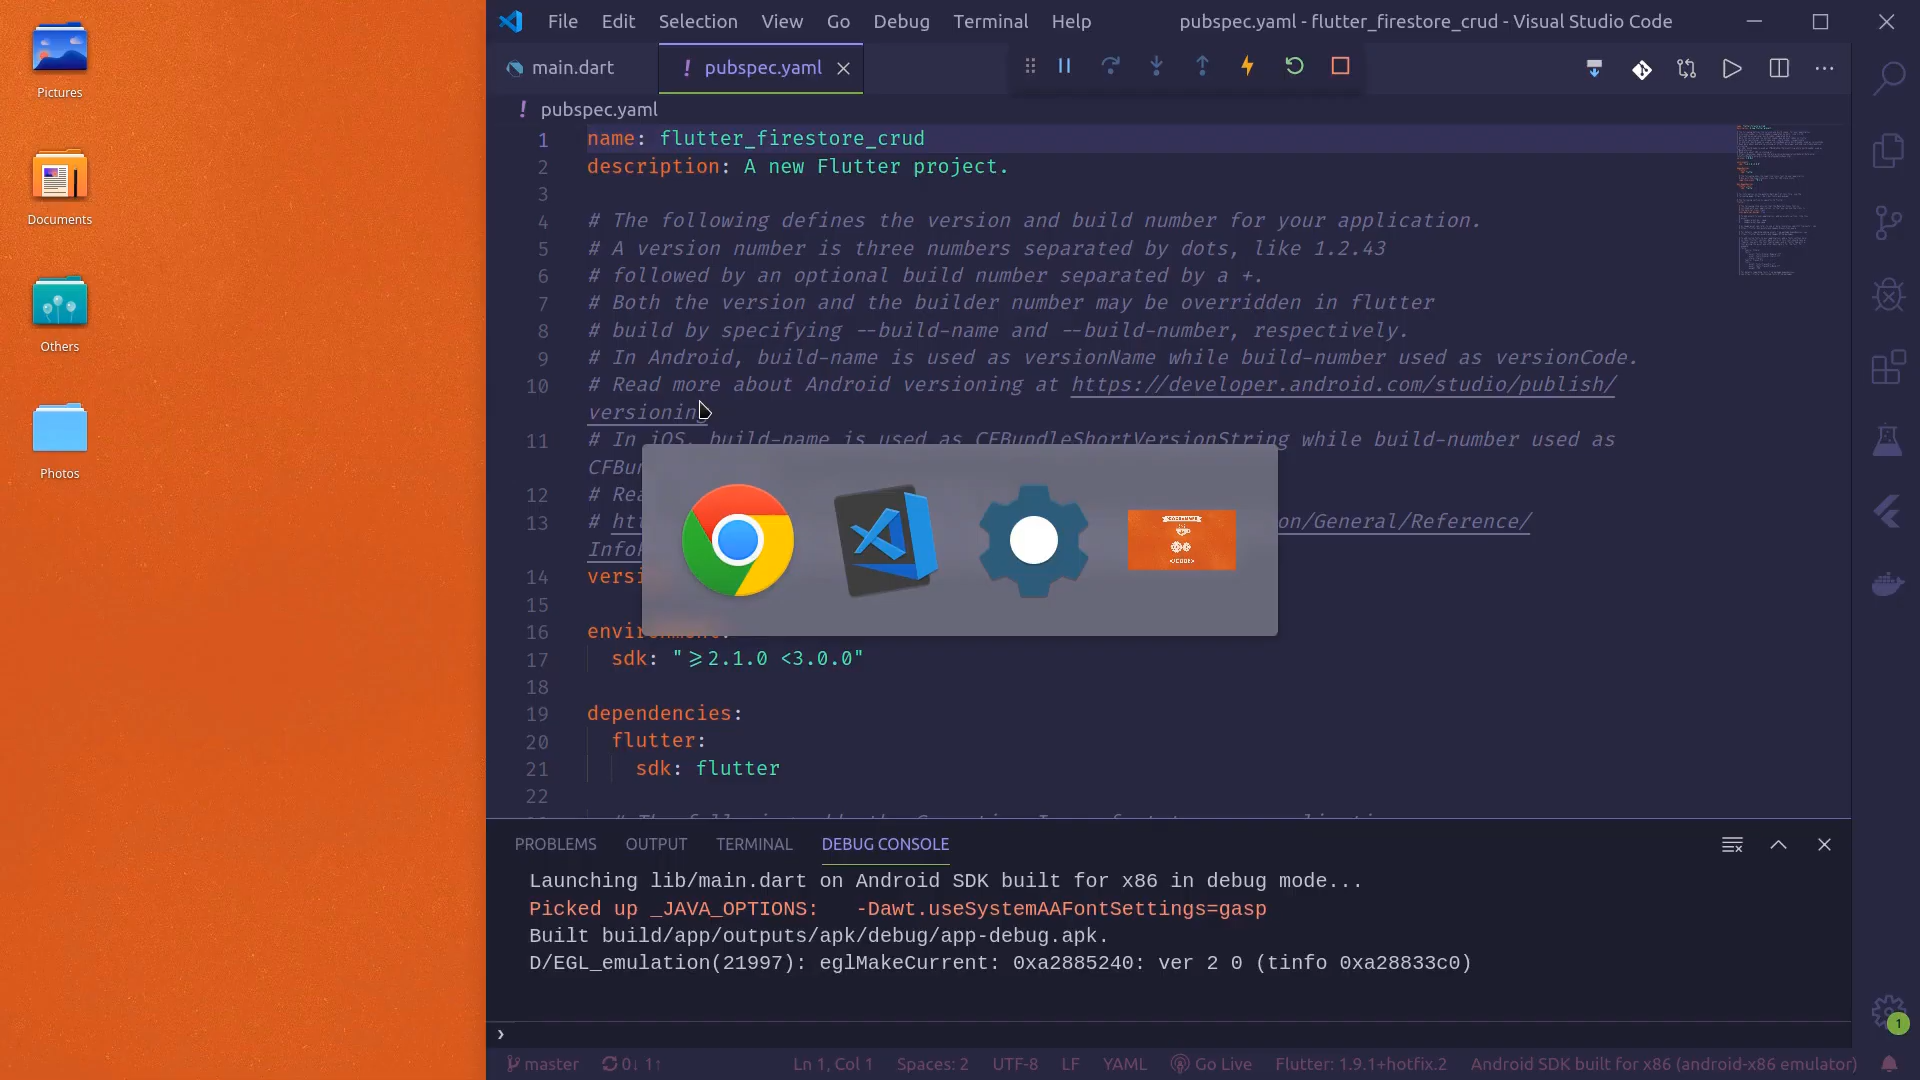 File Edit Selection View Go Debug Terminal Help
pubspec.yaml - flutter_firestore_crud - Visual Studio Code
Pictures
Documents
Others
Photos
main.dart
! pubspec.yaml
! pubspec.yaml
1 name: flutter_firestore_crud
2 description: A new Flutter project.
3
4 # The following defines the version and build number for your application.
5 # A version number is three numbers separated by dots, like 1.2.43
6 # followed by an optional build number separated by a +.
7 # Both the version and the builder number may be overridden in flutter
8 # build by specifying --build-name and --build-number, respectively.
9 # In Android, build-name is used as versionName while build-number used as versionCode.
10 # Read more about Android versioning at https://developer.android.com/studio/publish/
versioning
11 # In iOS, build-name is used as CFBundleShortVersionString while build-number used as
CFBun
12 # Rea
13 # ht
on/General/Reference/
Info
14 versi
15
16 environment:
17 sdk: ">=2.1.0 <3.0.0"
18
19 dependencies:
20 flutter:
21 sdk: flutter
22
</CODE>
PROBLEMS OUTPUT TERMINAL DEBUG CONSOLE
Launching lib/main.dart on Android SDK built for x86 in debug mode...
Picked up _JAVA_OPTIONS: -Dawt.useSystemAAFontSettings=gasp
Built build/app/outputs/apk/debug/app-debug.apk.
D/EGL_emulation(21997): eglMakeCurrent: 0xa2885240: ver 2 0 (tinfo 0xa28833c0)
1
master 0↓ 1↑ Ln 1, Col 1 Spaces: 2 UTF-8 LF YAML Go Live Flutter: 1.9.1+hotfix.2 Android SDK built for x86 (android-x86 emulator)